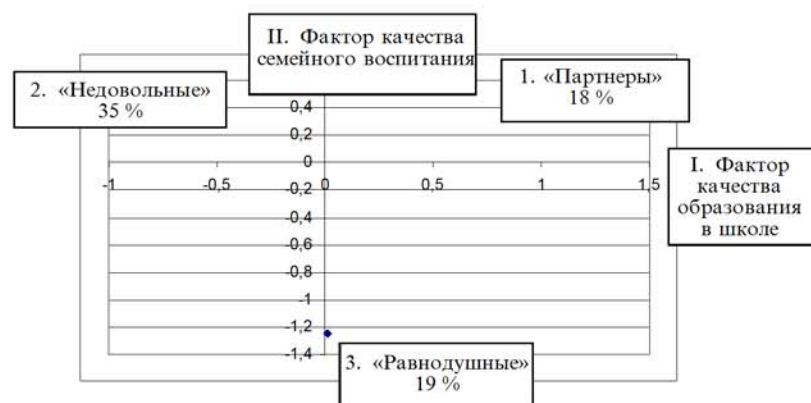 II. Фактор качества
семейного воспитания
2. «Недовольные»
35 %
1. «Партнеры»
18 %
0,4
0,2
0
-1
-0,5
0
0,5
1
1,5
-0,2
-0,4
-0,6
-0,8
-1
-1,2
-1,4
I. Фактор
качества
образования
в школе
3. «Равнодушные»
19 %